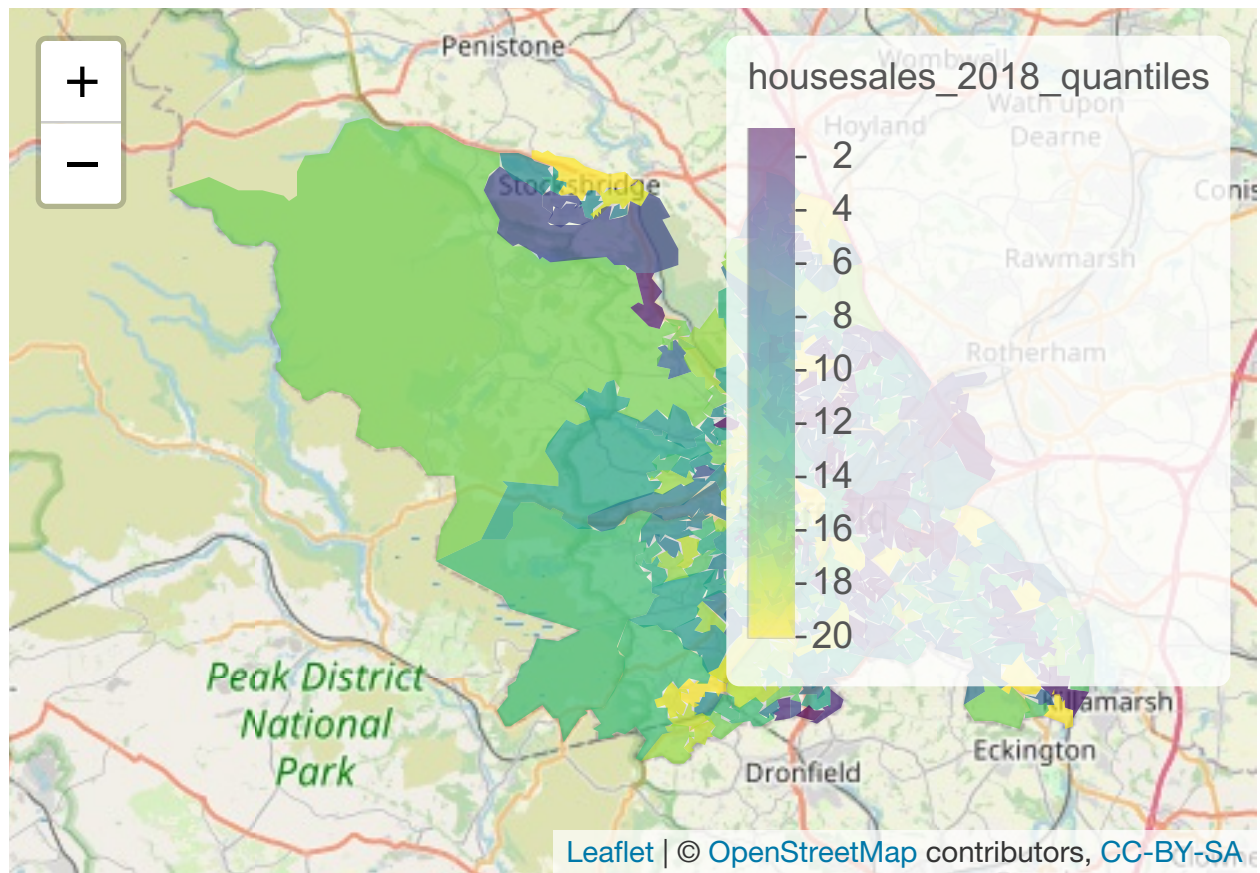 Penistone
+
−
housesales_2018_quantiles
Wombwell
Wath upon
Dearne
Hoyland
2
4
6
8
10
12
14
16
18
20
Stocksbridge
Rawmarsh
Rotherham
Peak District
National
Park
Killamarsh
Eckington
Dronfield
Leaflet | © OpenStreetMap contributors, CC-BY-SA